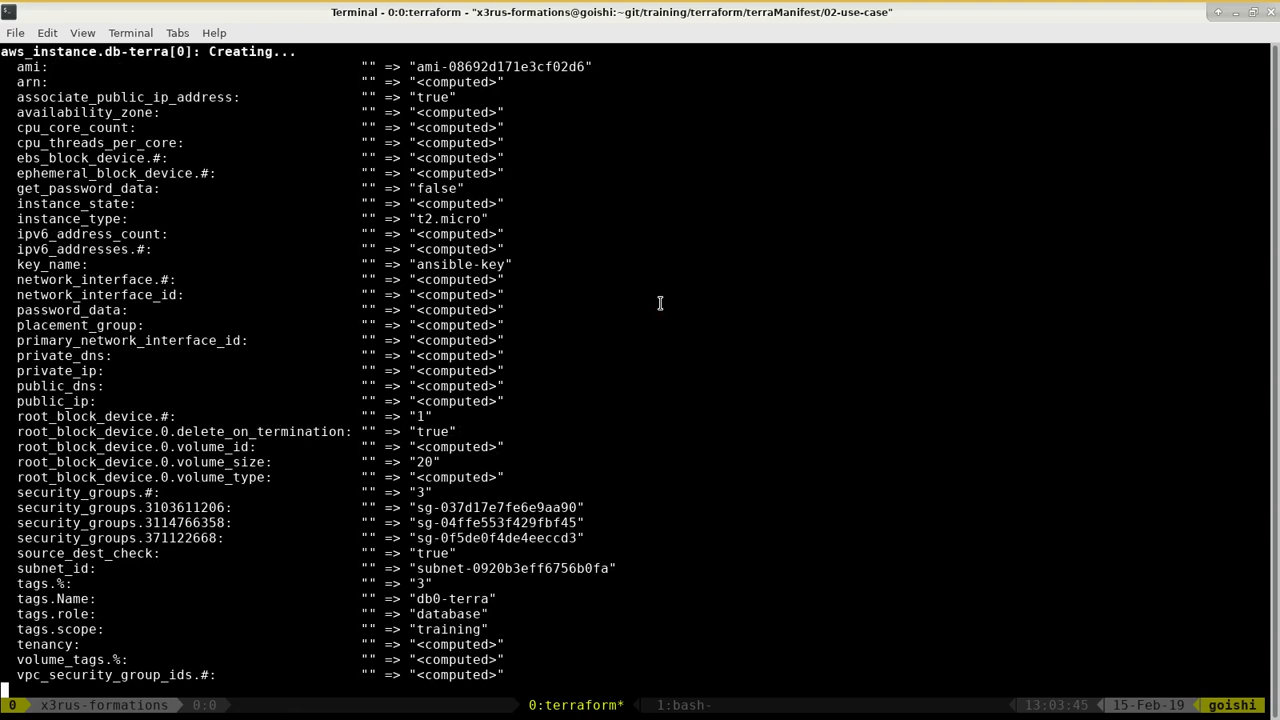 Terminal - 0:0:terraform - "x3rus-formations@goishi:~git/training/terraform/terraManifest/02-use-case"
File Edit View Terminal Tabs Help
aws_instance.db-terra[0]: Creating...
ami: "" => "ami-08692d171e3cf02d6"
arn: "" => "<computed>"
associate_public_ip_address: "" => "true"
availability_zone: "" => "<computed>"
cpu_core_count: "" => "<computed>"
cpu_threads_per_core: "" => "<computed>"
ebs_block_device.#: "" => "<computed>"
ephemeral_block_device.#: "" => "<computed>"
get_password_data: "" => "false"
instance_state: "" => "<computed>"
instance_type: "" => "t2.micro"
ipv6_address_count: "" => "<computed>"
ipv6_addresses.#: "" => "<computed>"
key_name: "" => "ansible-key"
network_interface.#: "" => "<computed>"
network_interface_id: "" => "<computed>"
password_data: "" => "<computed>"
placement_group: "" => "<computed>"
primary_network_interface_id: "" => "<computed>"
private_dns: "" => "<computed>"
private_ip: "" => "<computed>"
public_dns: "" => "<computed>"
public_ip: "" => "<computed>"
root_block_device.#: "" => "1"
root_block_device.0.delete_on_termination: "" => "true"
root_block_device.0.volume_id: "" => "<computed>"
root_block_device.0.volume_size: "" => "20"
root_block_device.0.volume_type: "" => "<computed>"
security_groups.#: "" => "3"
security_groups.3103611206: "" => "sg-037d17e7fe6e9aa90"
security_groups.3114766358: "" => "sg-04ffe553f429fbf45"
security_groups.371122668: "" => "sg-0f5de0f4de4eeccd3"
source_dest_check: "" => "true"
subnet_id: "" => "subnet-0920b3eff6756b0fa"
tags.%: "" => "3"
tags.Name: "" => "db0-terra"
tags.role: "" => "database"
tags.scope: "" => "training"
tenancy: "" => "<computed>"
volume_tags.%: "" => "<computed>"
vpc_security_group_ids.#: "" => "<computed>"
0 x3rus-formations 0:0 0:terraform* 1:bash- 13:03:45 15-Feb-19 goishi